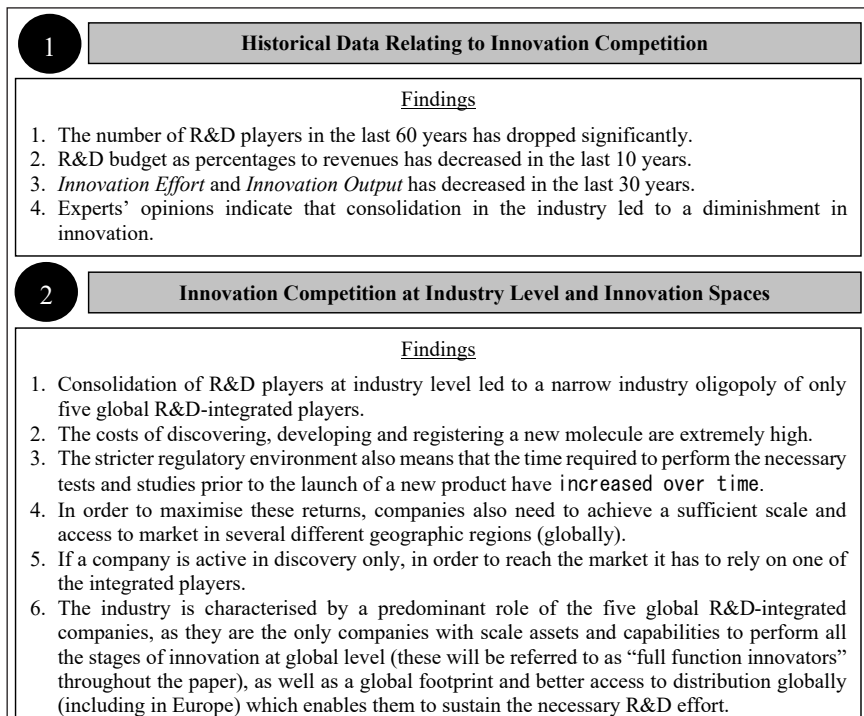 1
Historical Data Relating to Innovation Competition
Findings
1. The number of R&D players in the last 60 years has dropped significantly.
2. R&D budget as percentages to revenues has decreased in the last 10 years.
3. Innovation Effort and Innovation Output has decreased in the last 30 years.
4. Experts’ opinions indicate that consolidation in the industry led to a diminishment in
innovation.
2
Innovation Competition at Industry Level and Innovation Spaces
Findings
1. Consolidation of R&D players at industry level led to a narrow industry oligopoly of only
five global R&D-integrated players.
2. The costs of discovering, developing and registering a new molecule are extremely high.
3. The stricter regulatory environment also means that the time required to perform the necessary
tests and studies prior to the launch of a new product have increased over time.
4. In order to maximise these returns, companies also need to achieve a sufficient scale and
access to market in several different geographic regions (globally).
5. If a company is active in discovery only, in order to reach the market it has to rely on one of
the integrated players.
6. The industry is characterised by a predominant role of the five global R&D-integrated
companies, as they are the only companies with scale assets and capabilities to perform all
the stages of innovation at global level (these will be referred to as “full function innovators”
throughout the paper), as well as a global footprint and better access to distribution globally
(including in Europe) which enables them to sustain the necessary R&D effort.